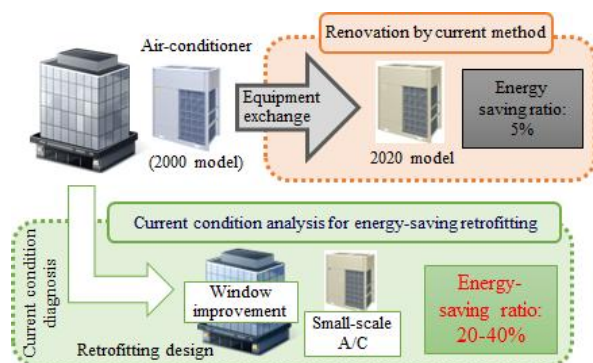 Renovation by current method
Air-conditioner
(2000 model)
Equipment
exchange
2020 model
Energy
saving ratio:
5%
Current condition analysis for energy-saving retrofitting
Current condition
diagnosis
Window
improvement
Small-scale
A/C
Energy-
saving ratio:
20-40%
Retrofitting design